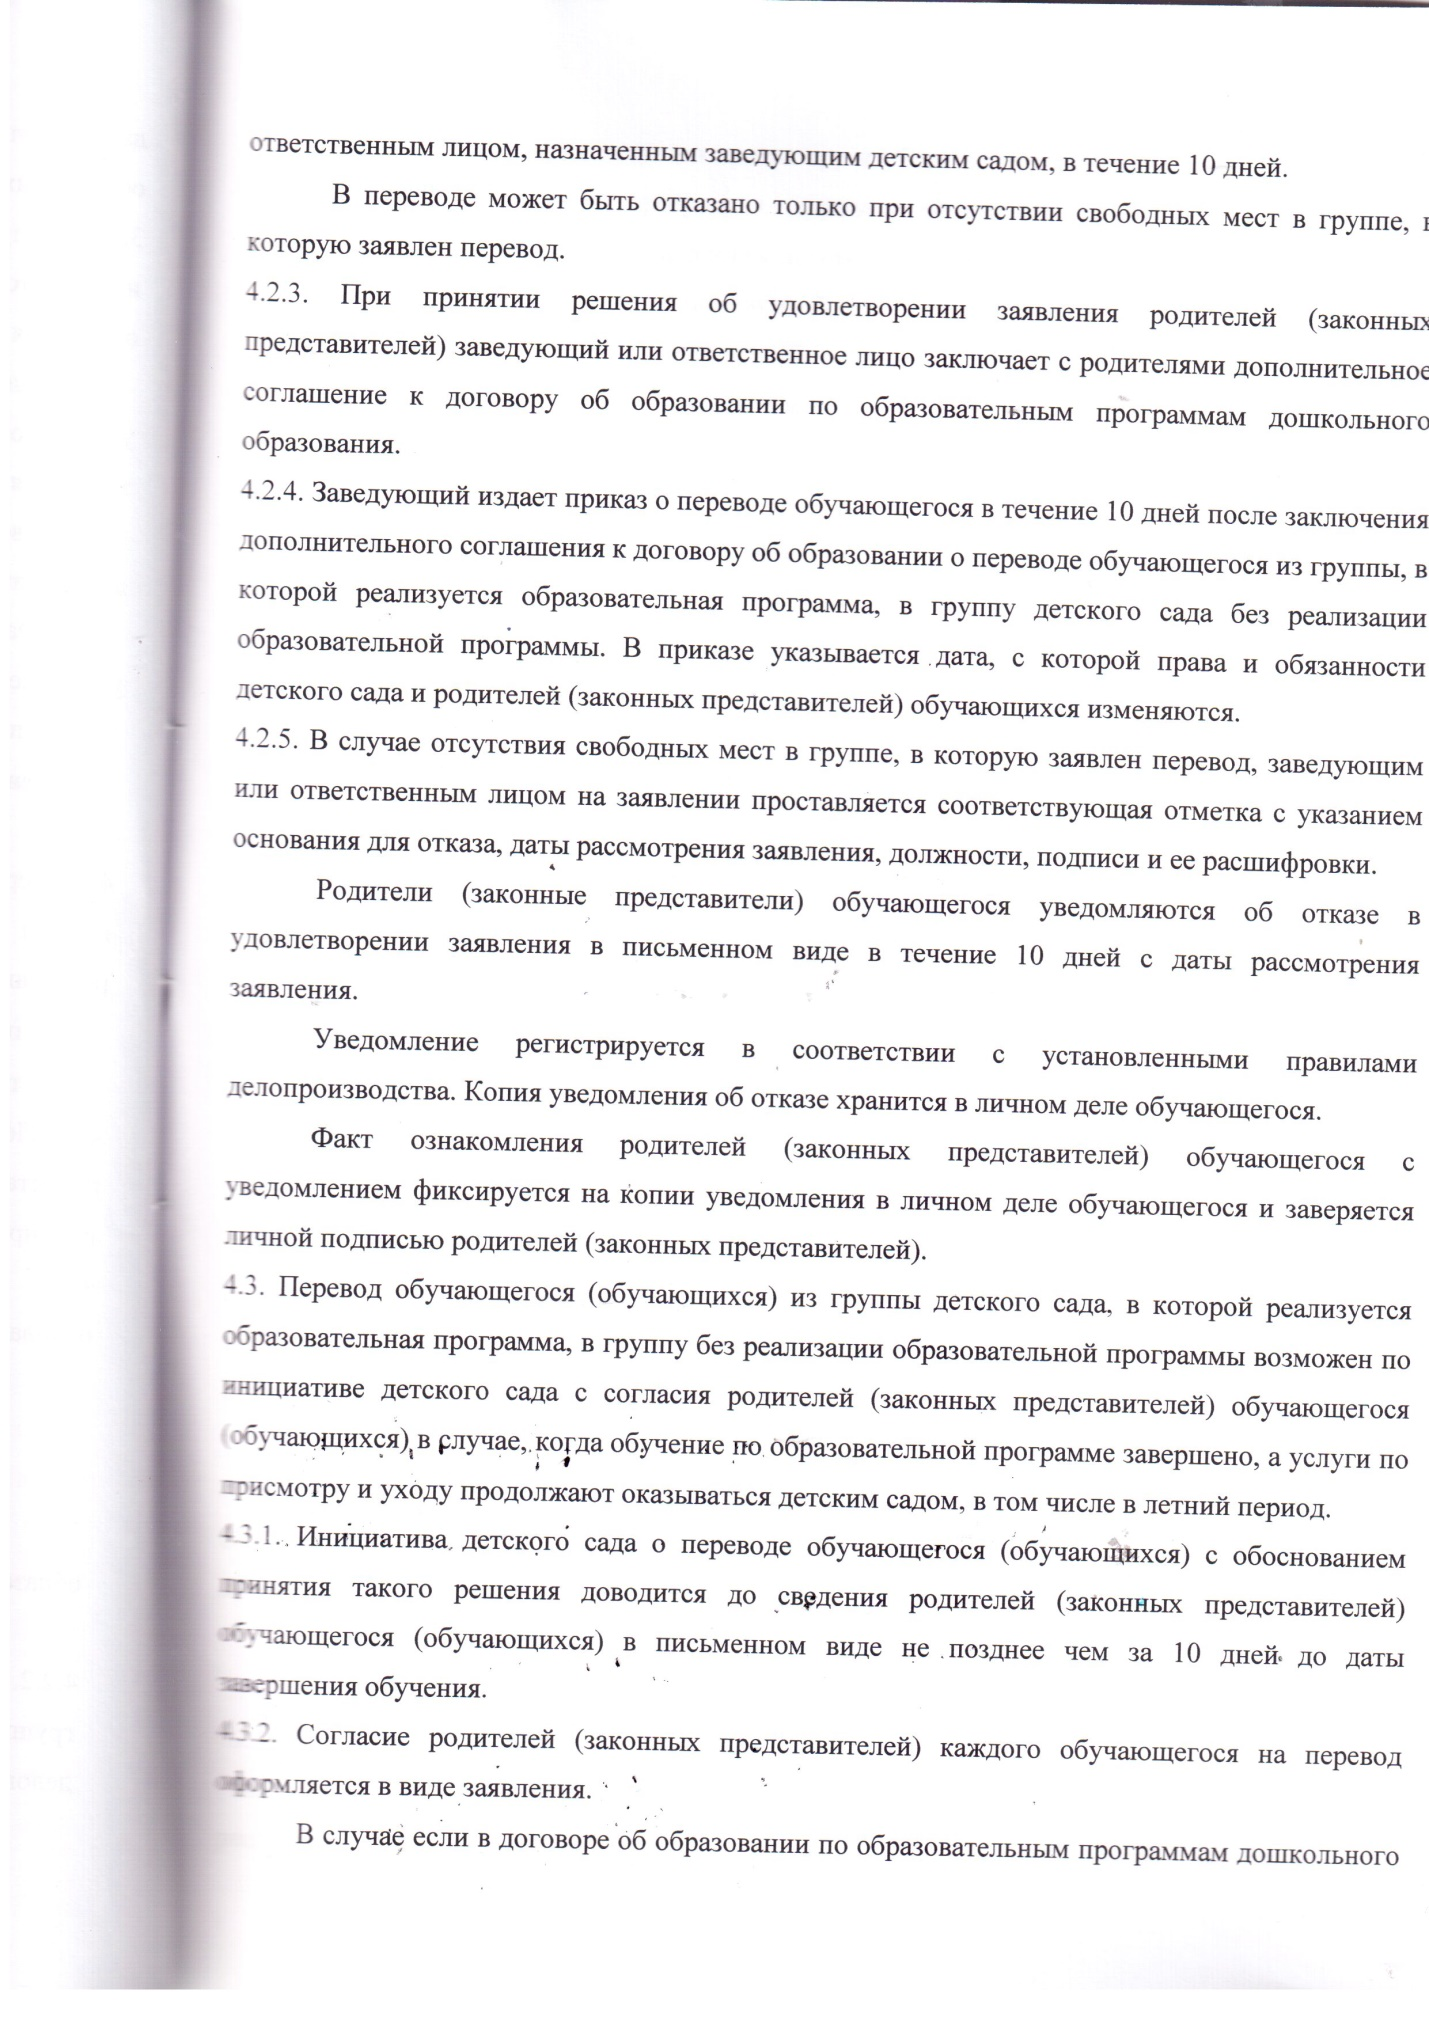 ответственным лицом, назначенным заведующим детским садом, в течение 10 дней.
В переводе может быть отказано только при отсутствии свободных мест в группе, в
которую заявлен перевод.
4.2.3. При принятии решения об удовлетворении заявления родителей (законных
представителей) заведующий или ответственное лицо заключает с родителями дополнительное
соглашение к договору об образовании по образовательным программам дошкольного
образования.
4.2.4. Заведующий издает приказ о переводе обучающегося в течение 10 дней после заключения
дополнительного соглашения к договору об образовании о переводе обучающегося из группы, в
которой реализуется образовательная программа, в группу детского сада без реализации
образовательной программы. В приказе указывается дата, с которой права и обязанности
детского сада и родителей (законных представителей) обучающихся изменяются.
4.2.5. В случае отсутствия свободных мест в группе, в которую заявлен перевод, заведующим
или ответственным лицом на заявлении проставляется соответствующая отметка с указанием
основания для отказа, даты рассмотрения заявления, должности, подписи и ее расшифровки.
Родители (законные представители) обучающегося уведомляются об отказе в
удовлетворении заявления в письменном виде в течение 10 дней с даты рассмотрения
заявления.
Уведомление регистрируется в соответствии с установленными правилами
делопроизводства. Копия уведомления об отказе хранится в личном деле обучающегося.
Факт ознакомления родителей (законных представителей) обучающегося с
уведомлением фиксируется на копии уведомления в личном деле обучающегося и заверяется
личной подписью родителей (законных представителей).
4.3. Перевод обучающегося (обучающихся) из группы детского сада, в которой реализуется
образовательная программа, в группу без реализации образовательной программы возможен по
инициативе детского сада с согласия родителей (законных представителей) обучающегося
(обучающихся) в случае, когда обучение по образовательной программе завершено, а услуги по
присмотру и уходу продолжают оказываться детским садом, в том числе в летний период.
4.3.1. Инициатива детского сада о переводе обучающегося (обучающихся) с обоснованием
принятия такого решения доводится до сведения родителей (законных представителей)
обучающегося (обучающихся) в письменном виде не позднее чем за 10 дней до даты
завершения обучения.
4.3.2. Согласие родителей (законных представителей) каждого обучающегося на перевод
оформляется в виде заявления.
В случае если в договоре об образовании по образовательным программам дошкольного